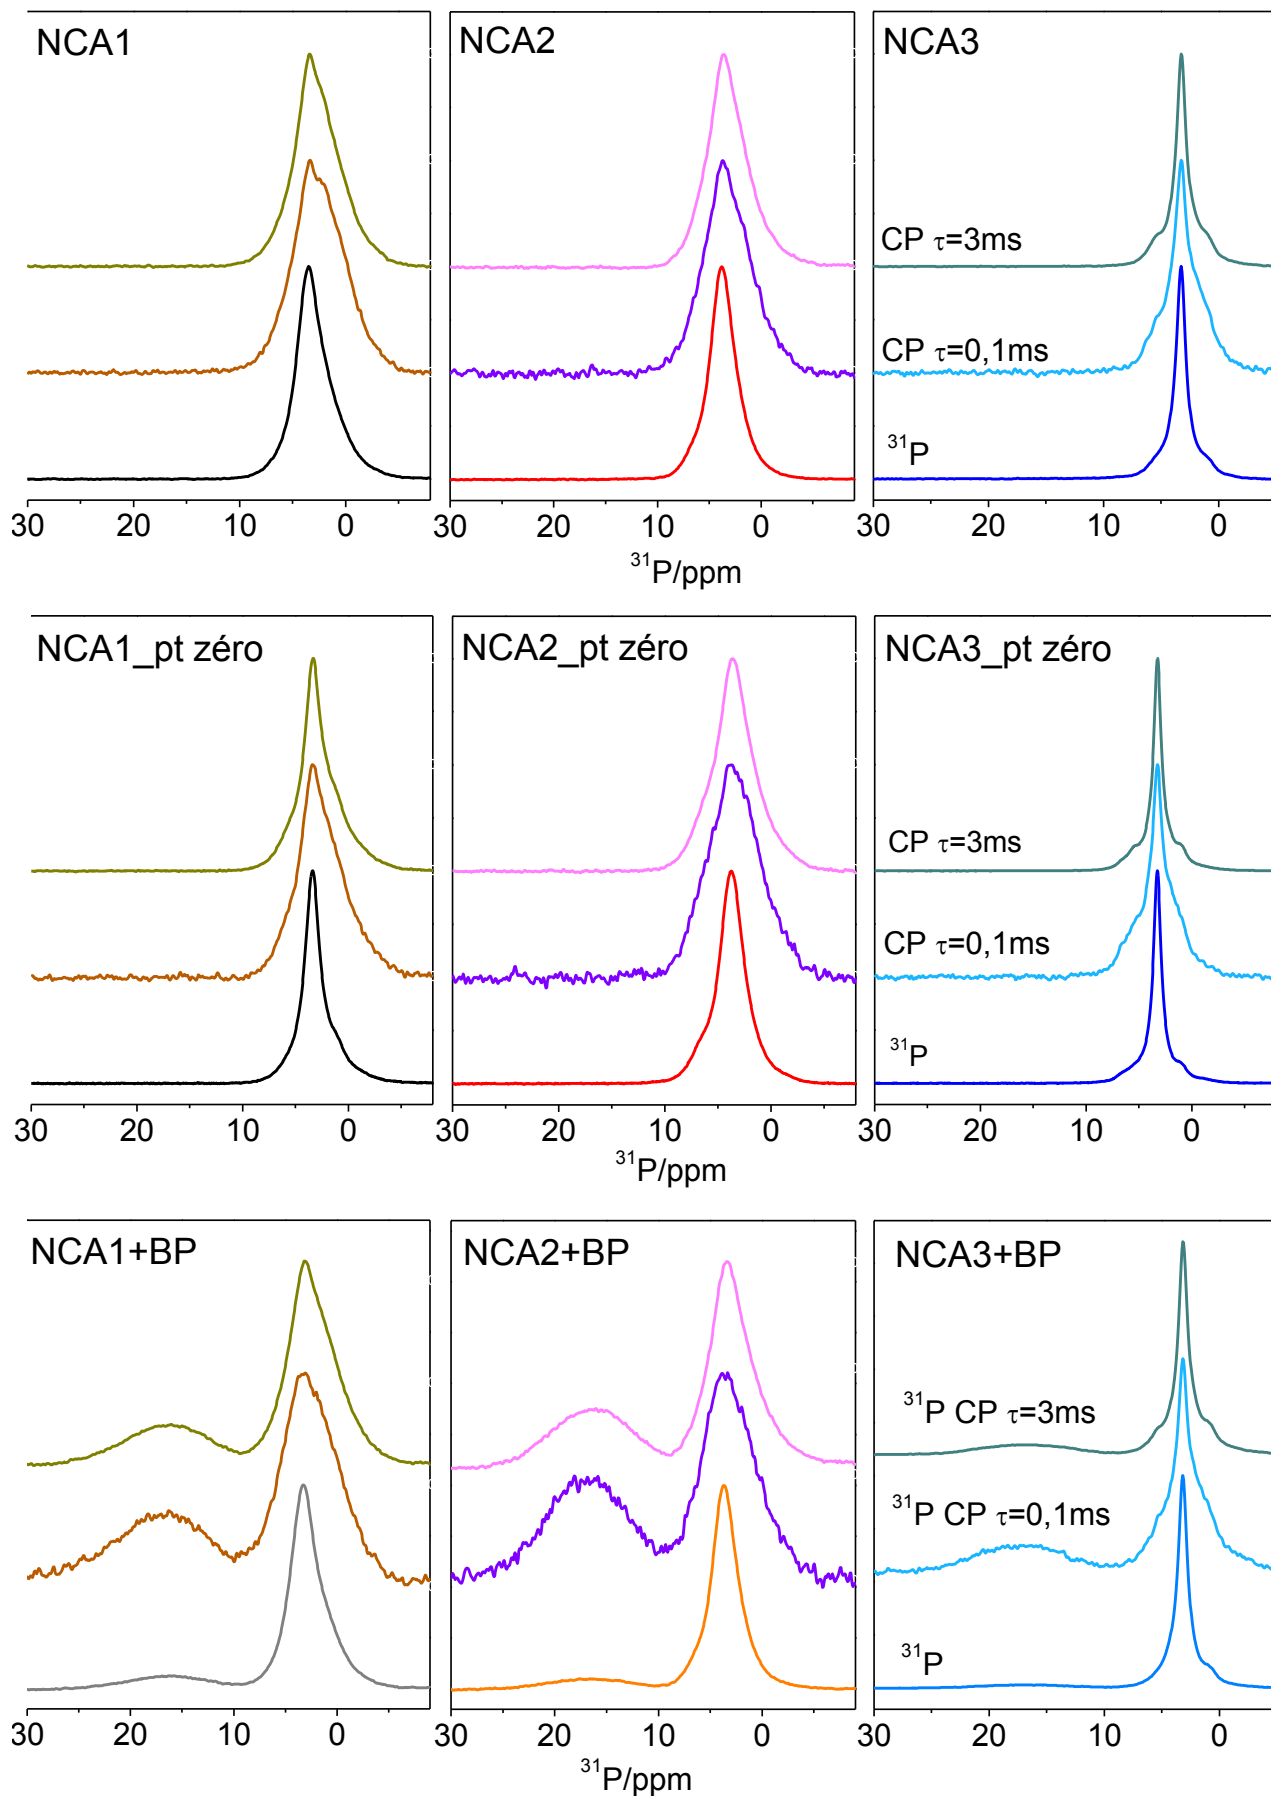 NCA1 NCA2 NCA3
CP τ=3ms
CP τ=0,1ms
³¹P
30 20 10 0 30 20 10 0 30 20 10 0
³¹P/ppm
NCA1_pt zéro NCA2_pt zéro NCA3_pt zéro
CP τ=3ms
CP τ=0,1ms
³¹P
30 20 10 0 30 20 10 0 30 20 10 0
³¹P/ppm
NCA1+BP NCA2+BP NCA3+BP
³¹P CP τ=3ms
³¹P CP τ=0,1ms
³¹P
30 20 10 0 30 20 10 0 30 20 10 0
³¹P/ppm